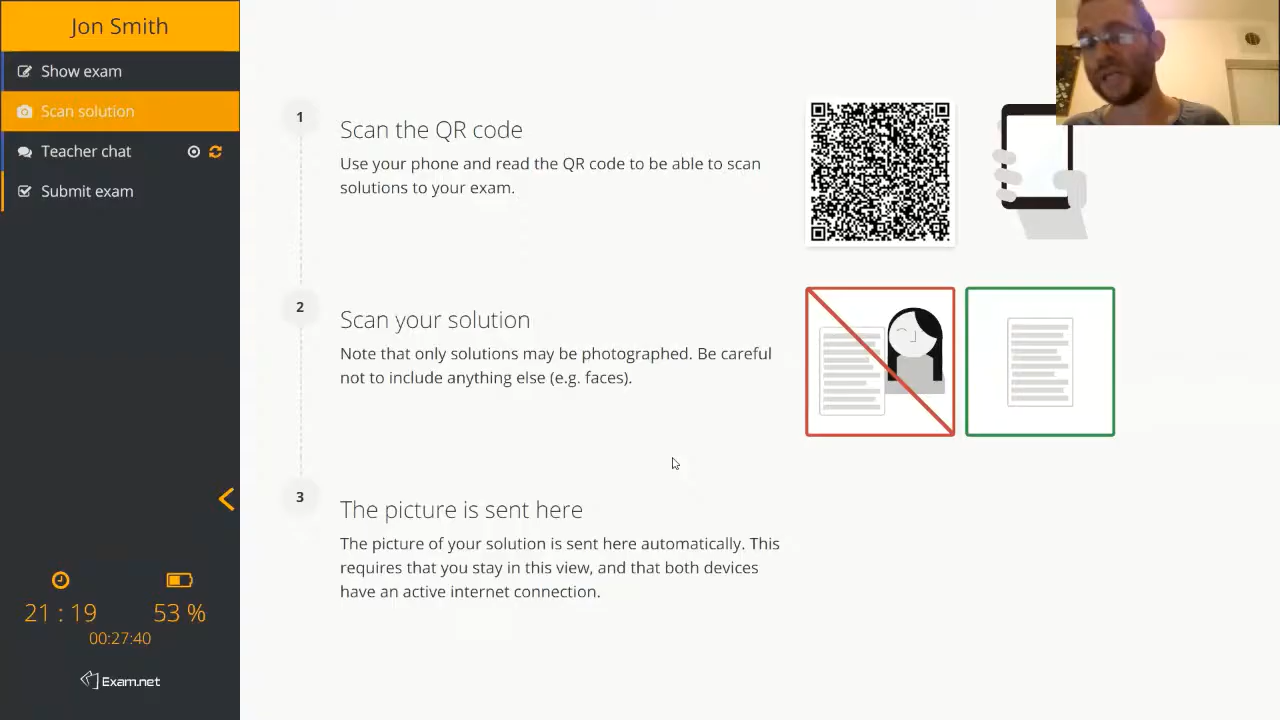 Jon Smith
Show exam
Scan solution
Teacher chat
Submit exam
21 : 19
53 %
00:27:40
Exam.net
1
Scan the QR code
Use your phone and read the QR code to be able to scan
solutions to your exam.
2
Scan your solution
Note that only solutions may be photographed. Be careful
not to include anything else (e.g. faces).
3
The picture is sent here
The picture of your solution is sent here automatically. This
requires that you stay in this view, and that both devices
have an active internet connection.